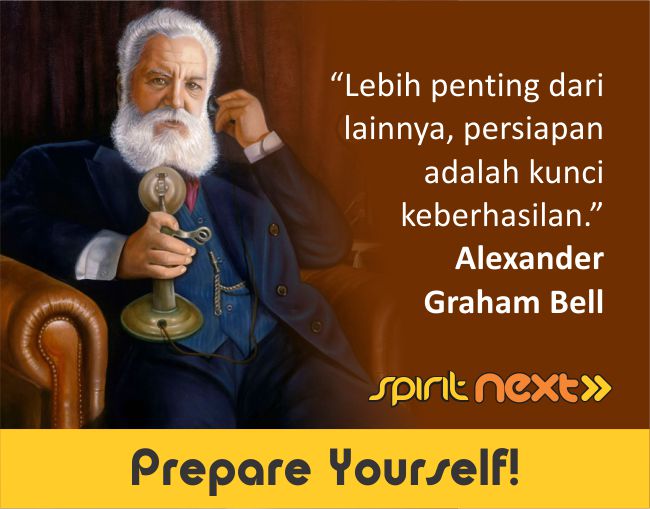 “Lebih penting dari
lainnya, persiapan
adalah kunci
keberhasilan.”
Alexander
Graham Bell
spirit next
Prepare Yourself!